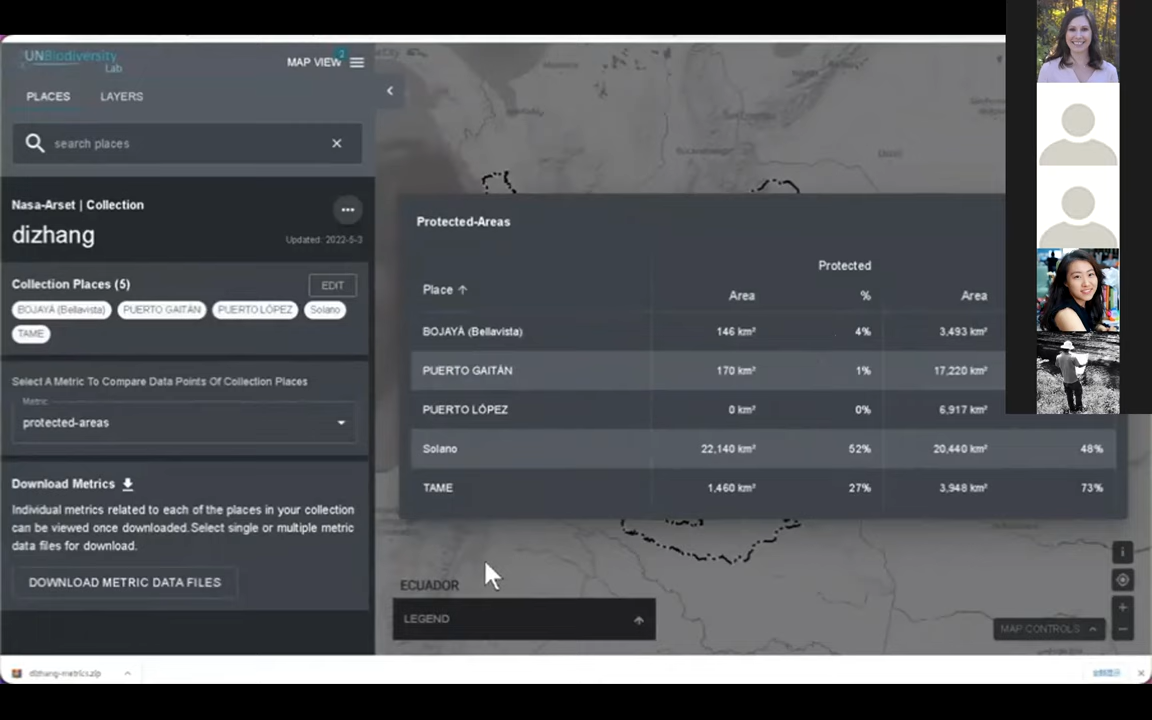 UNBiodiversity
Lab
MAP VIEW
2
PLACES
LAYERS
search places
Nasa-Arset | Collection
dizhang
Updated: 2022-5-3
Collection Places (5)
EDIT
BOJAYÁ (Bellavista)
PUERTO GAITÁN
PUERTO LÓPEZ
Solano
TAME
Select A Metric To Compare Data Points Of Collection Places
Metric
protected-areas
Download Metrics
Individual metrics related to each of the places in your collection
can be viewed once downloaded.Select single or multiple metric
data files for download.
DOWNLOAD METRIC DATA FILES
Protected-Areas
Protected
Place Area % Area
BOJAYÁ (Bellavista) 146 km² 4% 3,493 km²
PUERTO GAITÁN 170 km² 1% 17,220 km²
PUERTO LÓPEZ 0 km² 0% 6,917 km²
Solano 22,140 km² 52% 20,440 km² 48%
TAME 1,460 km² 27% 3,948 km² 73%
ECUADOR
LEGEND
MAP CONTROLS
dizhang-metrics.zip